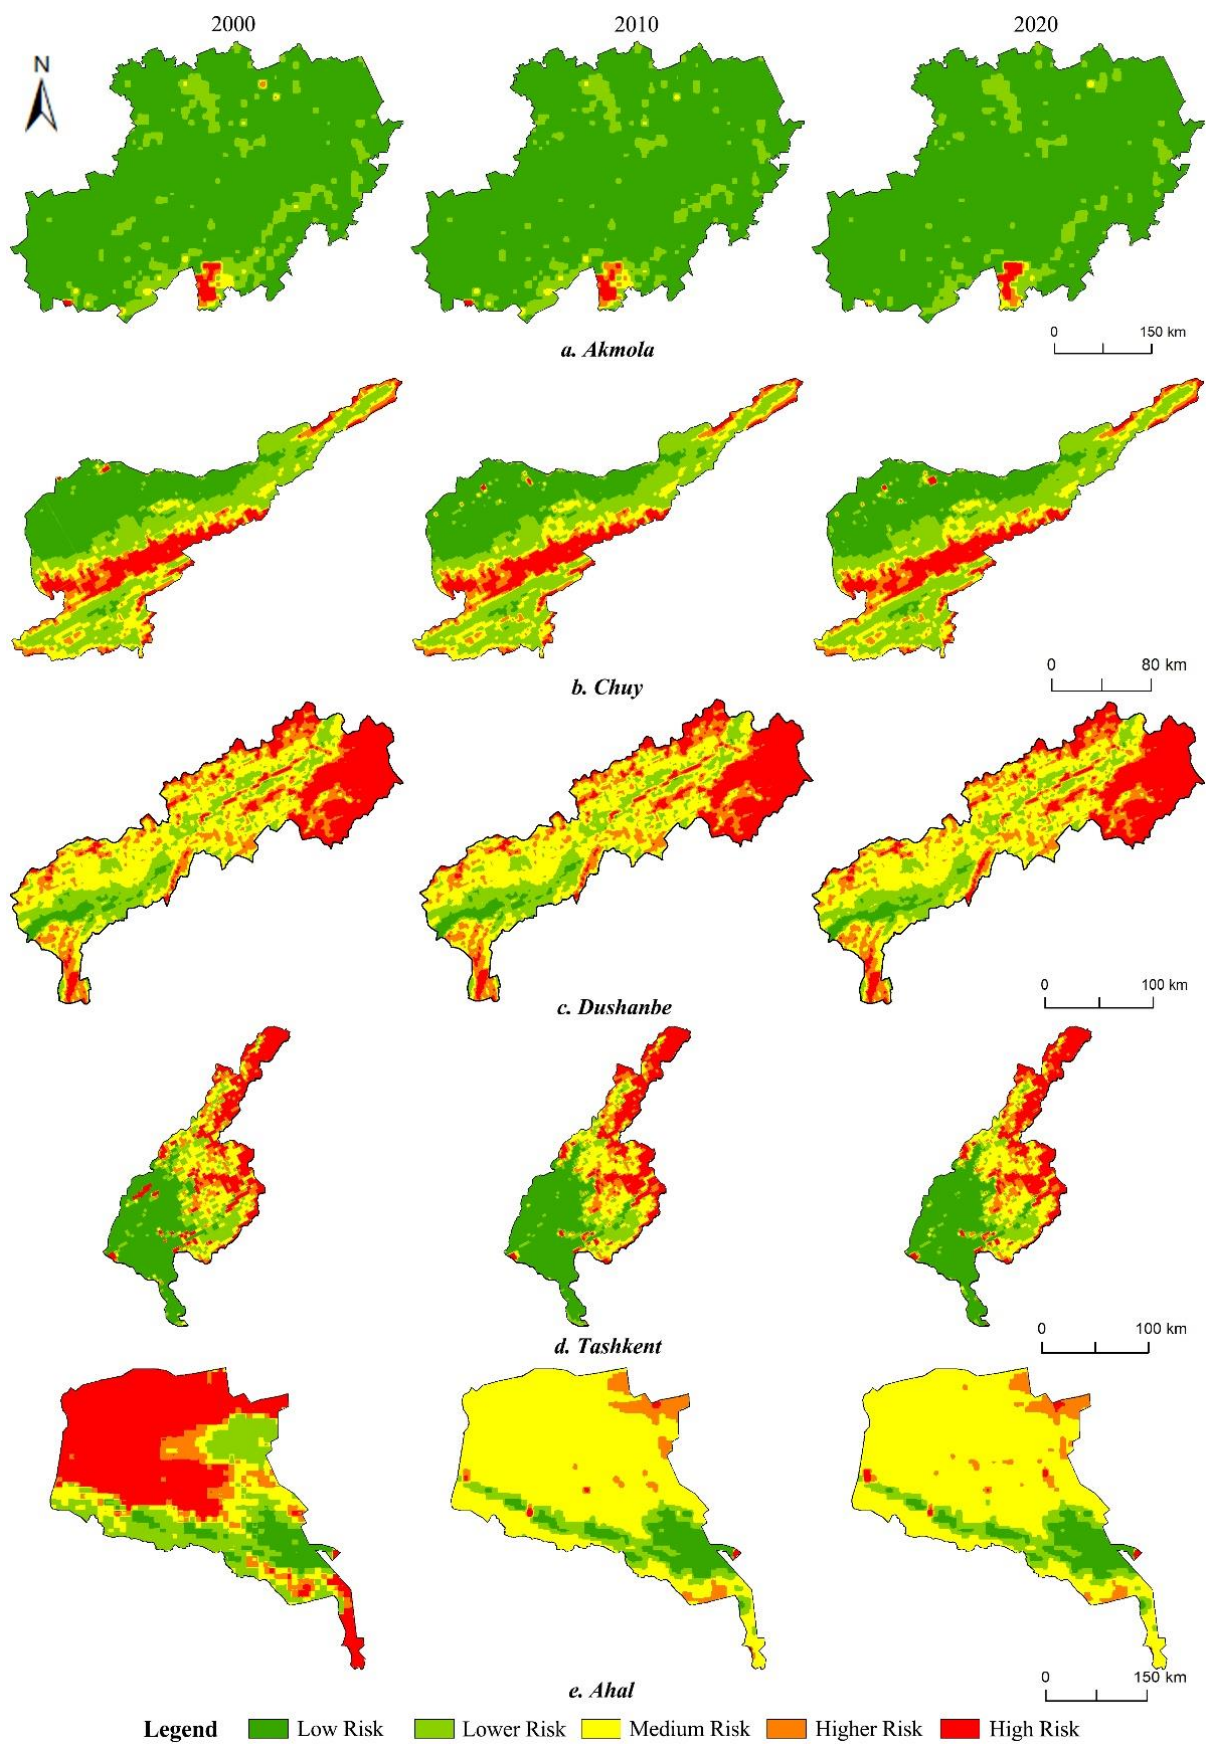 2000 2010 2020
N
0 150 km
a. Akmola
0 80 km
b. Chuy
0 100 km
c. Dushanbe
0 100 km
d. Tashkent
0 150 km
e. Ahal
Legend Low Risk Lower Risk Medium Risk Higher Risk High Risk